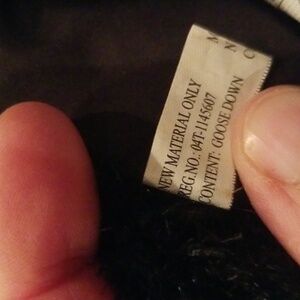 NEW MATERIAL ONLY
REG.NO.: 04T-1145607
CONTENT: GOOSE DOWN